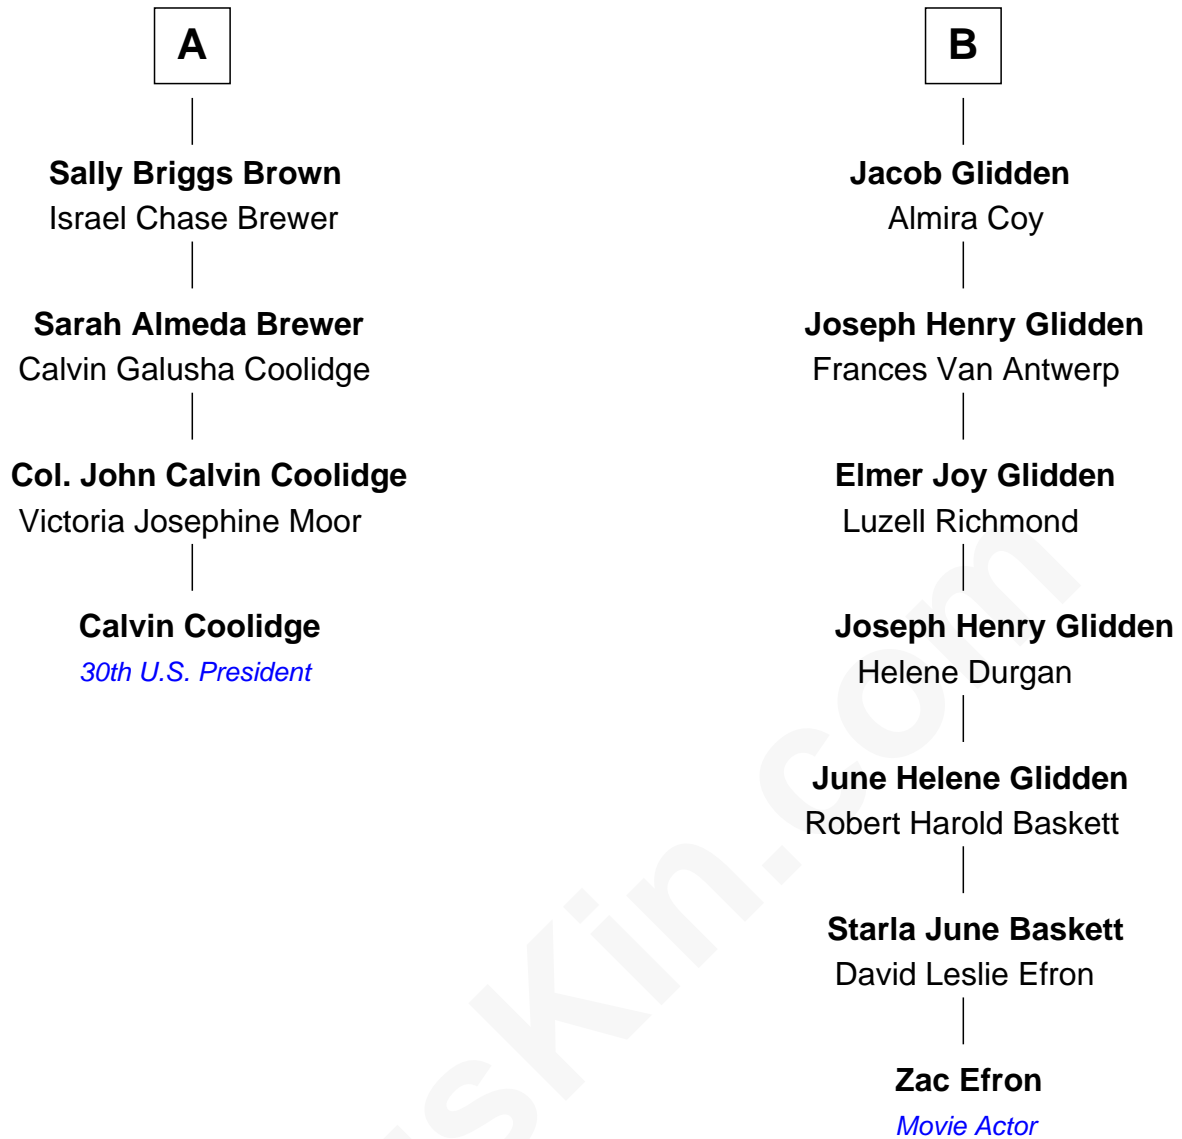 A
Sally Briggs Brown
Israel Chase Brewer
Sarah Almeda Brewer
Calvin Galusha Coolidge
Col. John Calvin Coolidge
Victoria Josephine Moor
Calvin Coolidge
30th U.S. President
B
Jacob Glidden
Almira Coy
Joseph Henry Glidden
Frances Van Antwerp
Elmer Joy Glidden
Luzell Richmond
Joseph Henry Glidden
Helene Durgan
June Helene Glidden
Robert Harold Baskett
Starla June Baskett
David Leslie Efron
Zac Efron
Movie Actor
sKin.com